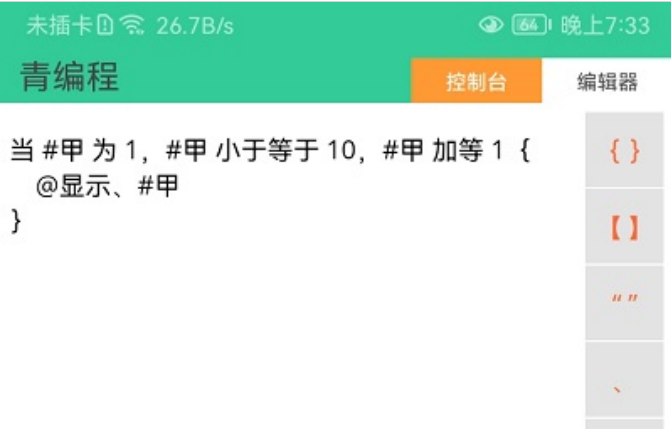 未插卡 26.7B/s 64 晚上7:33
青编程 控制台 编辑器
当 #甲 为 1，#甲 小于等于 10，#甲 加等 1 {
@显示、#甲
}
{ }
【 】
“ ”
、